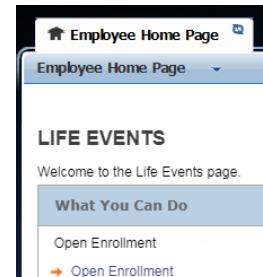 Employee Home Page
Employee Home Page
LIFE EVENTS
Welcome to the Life Events page.
What You Can Do
Open Enrollment
Open Enrollment